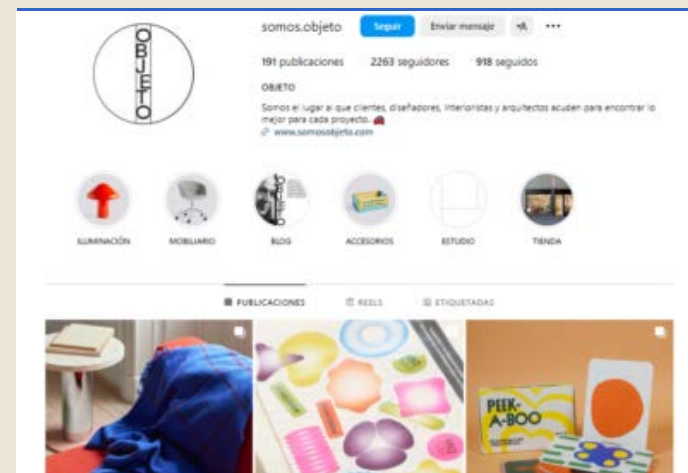 OBJETO
somos.objeto Seguir Enviar mensaje
191 publicaciones 2263 seguidores 918 seguidos
OBJETO
Somos el lugar al que clientes, diseñadores, interioristas y arquitectos acuden para encontrar lo
mejor para cada proyecto.
www.somosobjeto.com
OBJETO
ILUMINACIÓN MOBILIARIO BLOG ACCESORIOS ESTUDIO TIENDA
PUBLICACIONES REELS ETIQUETADAS
PEEK-
A-BOO